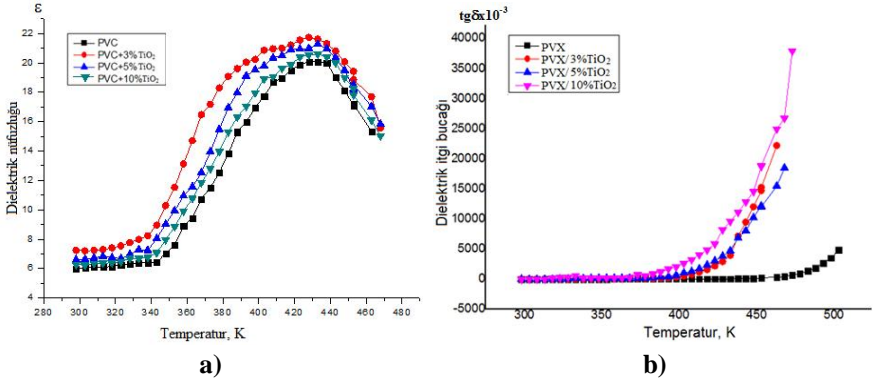 ε
22
20
18
16
14
12
10
8
6
4
Dielektrik nüfuzluğu
PVC
PVC+3%TiO₂
PVC+5%TiO₂
PVC+10%TiO₂
280 300 320 340 360 380 400 420 440 460 480
Temperatur, K
a)
tgδx10⁻³
40000
35000
30000
25000
20000
15000
10000
5000
0
-5000
Dielektrik itgi bucağı
PVX
PVX/3%TiO₂
PVX/5%TiO₂
PVX/10%TiO₂
300 350 400 450 500
Temperatur, K
b)